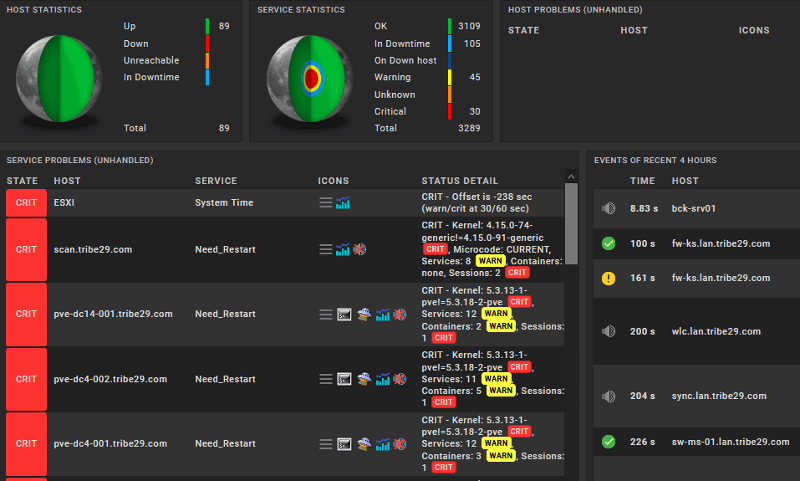 HOST STATISTICS
Up 89
Down
Unreachable
In Downtime
Total 89
SERVICE STATISTICS
OK 3109
In Downtime 105
On Down host
Warning 45
Unknown
Critical 30
Total 3289
HOST PROBLEMS (UNHANDLED)
STATE HOST ICONS
SERVICE PROBLEMS (UNHANDLED)
STATE HOST SERVICE ICONS STATUS DETAIL
CRIT ESXI System Time CRIT - Offset is -238 sec
(warn/crit at 30/60 sec)
CRIT scan.tribe29.com Need_Restart CRIT - Kernel: 4.15.0-74-
generic!=4.15.0-91-generic
CRIT, Microcode: CURRENT,
Services: 8 WARN, Containers:
none, Sessions: 2 CRIT
CRIT pve-dc14-001.tribe29.com Need_Restart CRIT - Kernel: 5.3.13-1-
pve!=5.3.18-2-pve CRIT,
Services: 12 WARN,
Containers: 2 WARN, Sessions:
1 CRIT
CRIT pve-dc4-002.tribe29.com Need_Restart CRIT - Kernel: 5.3.13-1-
pve!=5.3.18-2-pve CRIT,
Services: 11 WARN,
Containers: 5 WARN, Sessions:
1 CRIT
CRIT pve-dc4-001.tribe29.com Need_Restart CRIT - Kernel: 5.3.13-1-
pve!=5.3.18-2-pve CRIT,
Services: 12 WARN,
Containers: 3 WARN, Sessions:
1 CRIT
EVENTS OF RECENT 4 HOURS
TIME HOST
8.83 s bck-srv01
100 s fw-ks.lan.tribe29.com
161 s fw-ks.lan.tribe29.com
200 s wlc.lan.tribe29.com
204 s sync.lan.tribe29.com
226 s sw-ms-01.lan.tribe29.com